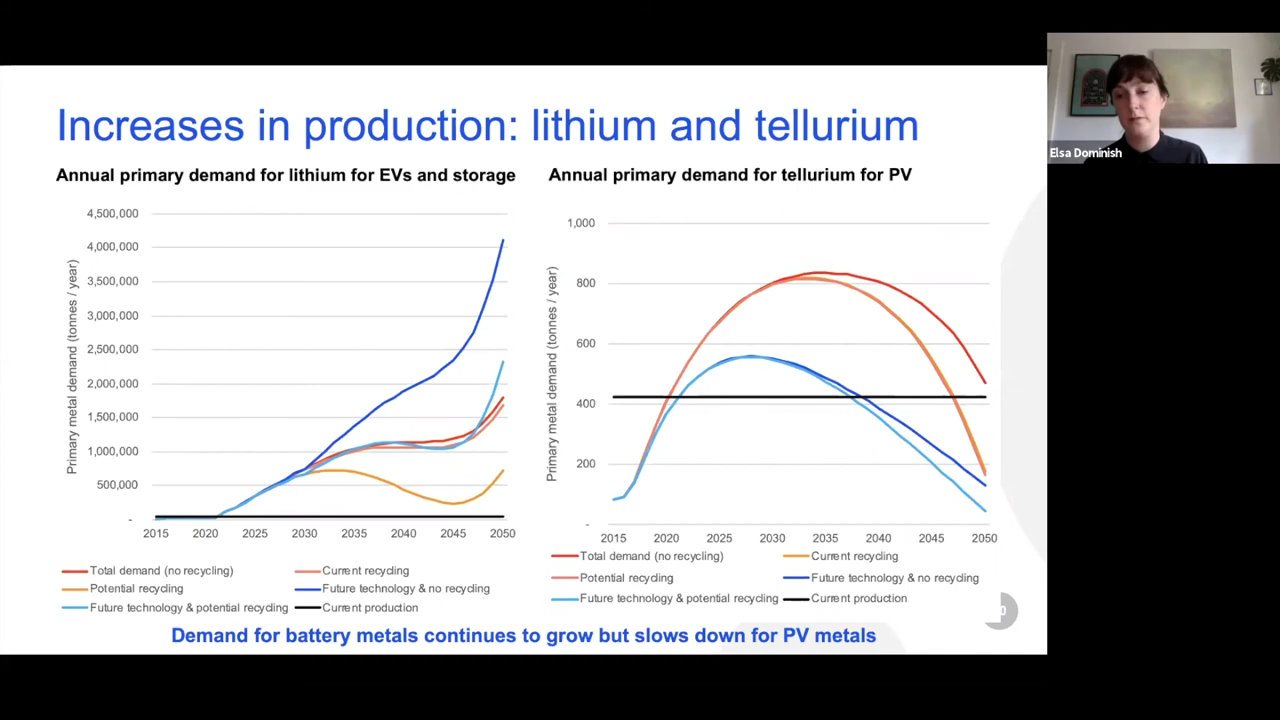 Increases in production: lithium and tellurium
Elsa Dominish
Annual primary demand for lithium for EVs and storage
Primary metal demand (tonnes / year)
4,500,000
4,000,000
3,500,000
3,000,000
2,500,000
2,000,000
1,500,000
1,000,000
500,000
-
2015 2020 2025 2030 2035 2040 2045 2050
Total demand (no recycling) Current recycling
Potential recycling Future technology & no recycling
Future technology & potential recycling Current production
Annual primary demand for tellurium for PV
Primary metal demand (tonnes / year)
1,000
800
600
400
200
-
2015 2020 2025 2030 2035 2040 2045 2050
Total demand (no recycling) Current recycling
Potential recycling Future technology & no recycling
Future technology & potential recycling Current production
Demand for battery metals continues to grow but slows down for PV metals